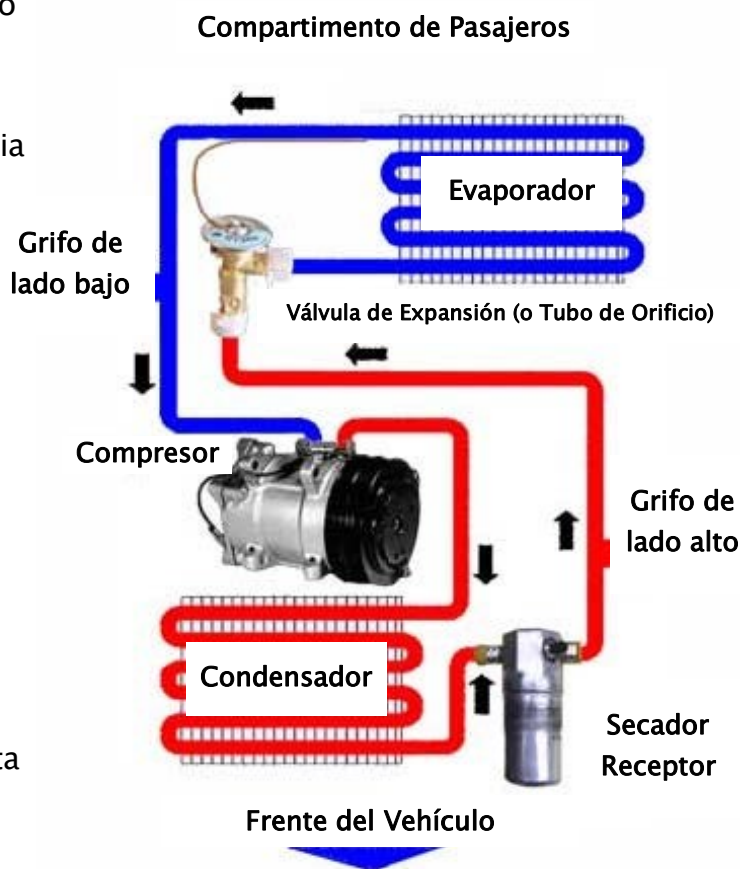 Compartimento de Pasajeros
Evaporador
Grifo de
lado bajo
Válvula de Expansión (o Tubo de Orificio)
Compresor
Grifo de
lado alto
Condensador
Secador
Receptor
Frente del Vehículo